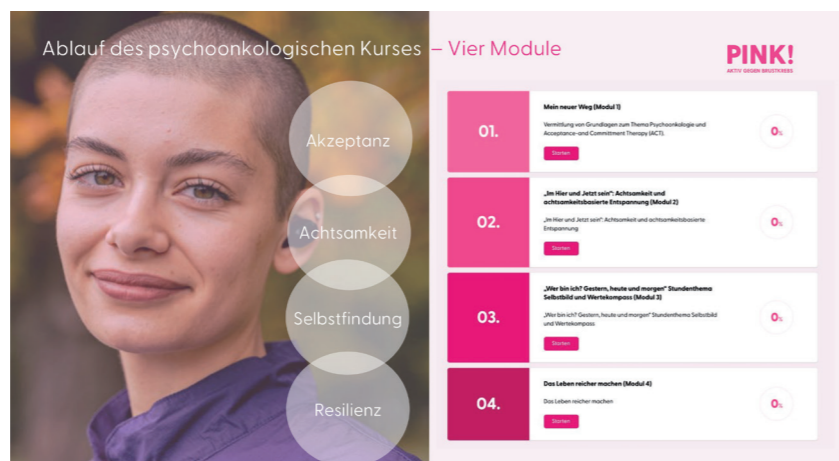 Ablauf des psychoonkologischen Kurses – Vier Module
PINK!
AKTIV GEGEN BRUSTKREBS
Akzeptanz
Achtsamkeit
Selbstfindung
Resilienz
01.
Mein neuer Weg (Modul 1)
Vermittlung von Grundlagen zum Thema Psychoonkologie und
Acceptance-and Committment Therapy (ACT).
Starten
0%
02.
„Im Hier und Jetzt sein“: Achtsamkeit und
achtsamkeitsbasierte Entspannung (Modul 2)
„Im Hier und Jetzt sein“: Achtsamkeit und achtsamkeitsbasierte
Entspannung
Starten
0%
03.
„Wer bin ich? Gestern, heute und morgen“ Stundenthema
Selbstbild und Wertekompass (Modul 3)
„Wer bin ich? Gestern, heute und morgen“ Stundenthema Selbstbild
und Wertekompass
Starten
0%
04.
Das Leben reicher machen (Modul 4)
Das Leben reicher machen
Starten
0%